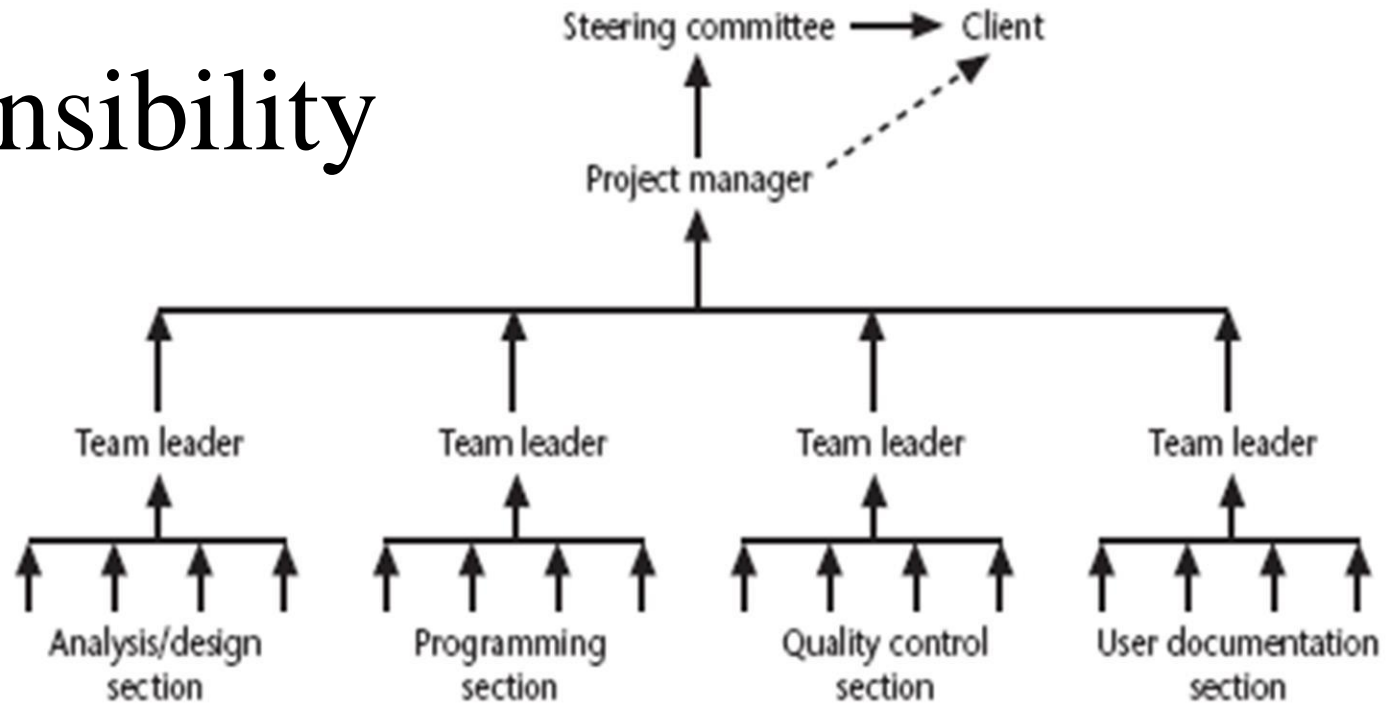 Steering committee Client
nsibility
Project manager
Team leader Team leader Team leader Team leader
Analysis/design Programming Quality control User documentation
section section section section